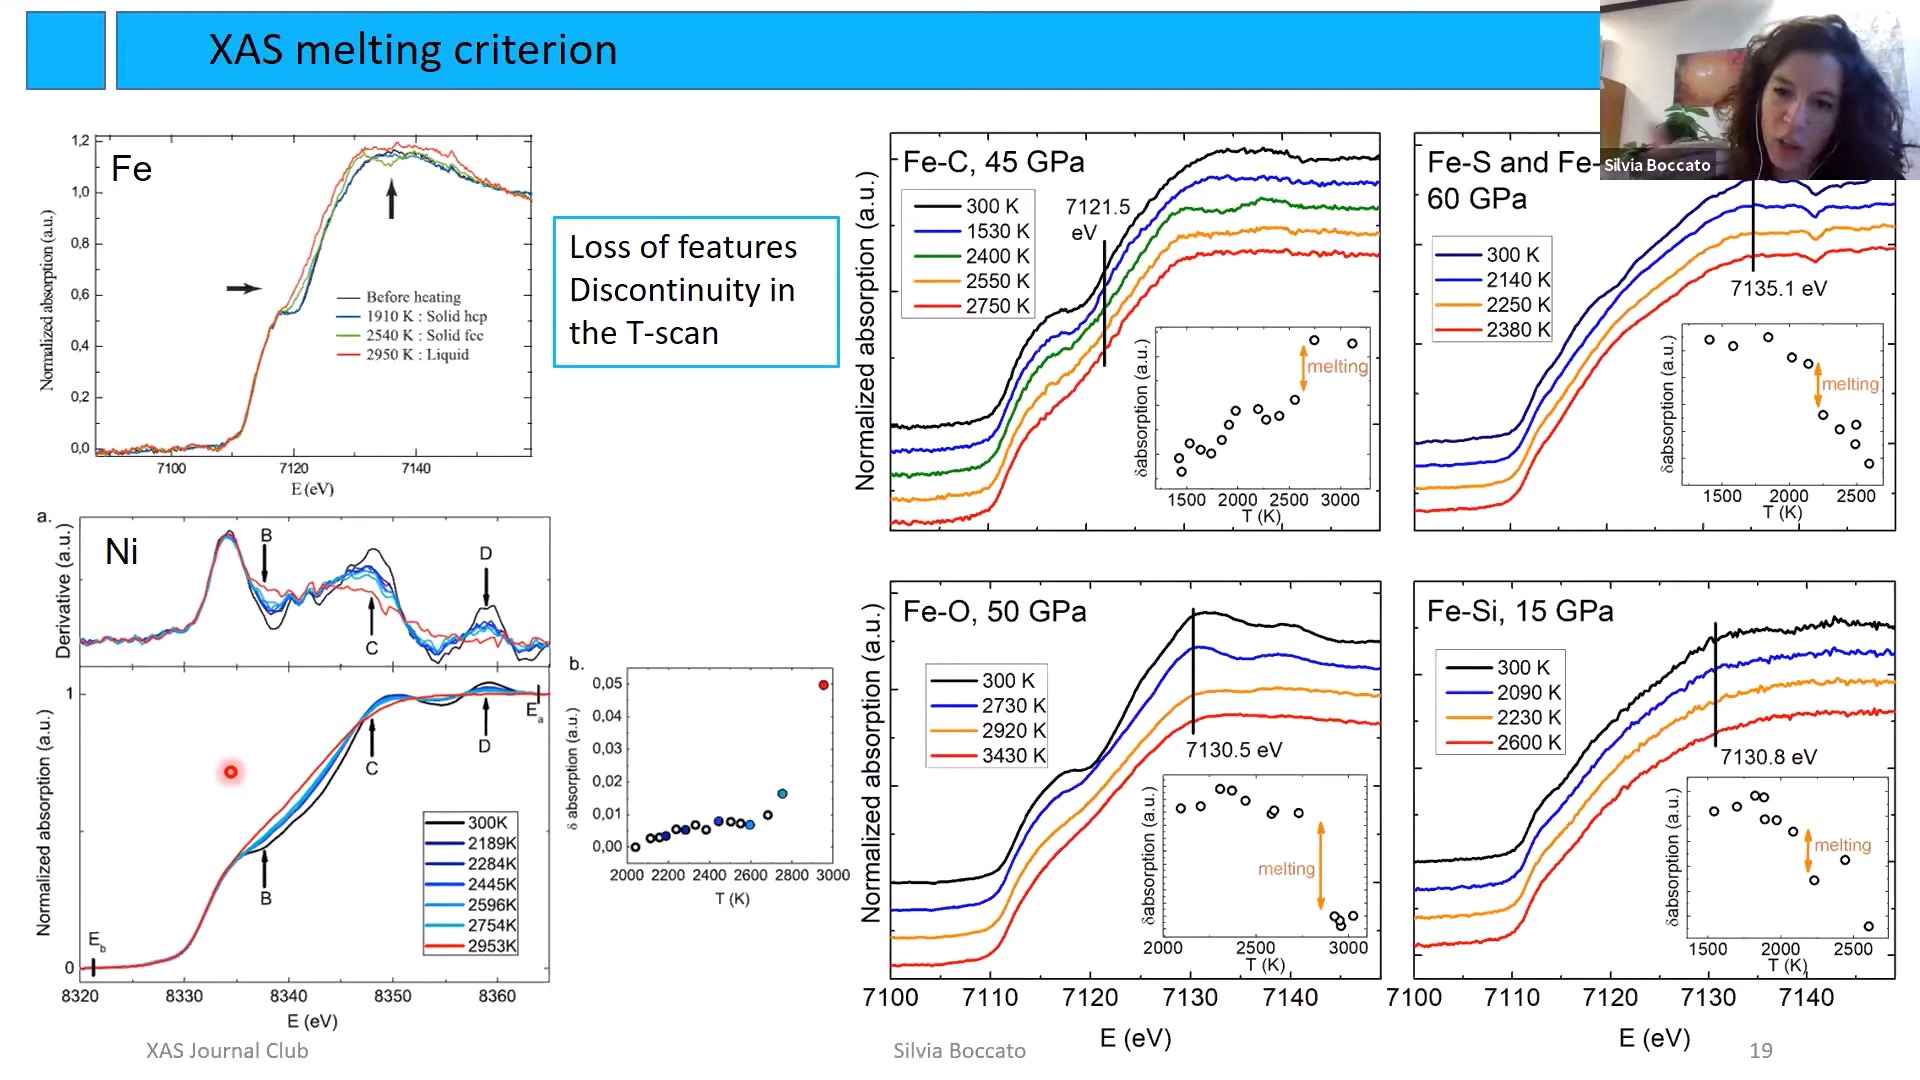 XAS melting criterion
Silvia Boccato
Fe
Normalized absorption (a.u.)
1,2
1,0
0,8
0,6
0,4
0,2
0,0
Before heating
1910 K : Solid hcp
2540 K : Solid fcc
2950 K : Liquid
7100 7120 7140
E (eV)
Loss of features
Discontinuity in
the T-scan
a.
Ni
Derivative (a.u.)
B
C
D
Normalized absorption (a.u.)
1
0
Eb
Ea
B
C
D
300K
2189K
2284K
2445K
2596K
2754K
2953K
8320 8330 8340 8350 8360
E (eV)
b.
δ absorption (a.u.)
0,05
0,04
0,03
0,02
0,01
0,00
2000 2200 2400 2600 2800 3000
T (K)
Fe-C, 45 GPa
Normalized absorption (a.u.)
300 K
1530 K
2400 K
2550 K
2750 K
7121.5
eV
δabsorption (a.u.)
melting
1500 2000 2500 3000
T (K)
Fe-S and Fe-
60 GPa
300 K
2140 K
2250 K
2380 K
7135.1 eV
δabsorption (a.u.)
melting
1500 2000 2500
T (K)
Fe-O, 50 GPa
Normalized absorption (a.u.)
300 K
2730 K
2920 K
3430 K
7130.5 eV
δabsorption (a.u.)
melting
2000 2500 3000
T (K)
7100 7110 7120 7130 7140
E (eV)
Fe-Si, 15 GPa
300 K
2090 K
2230 K
2600 K
7130.8 eV
δabsorption (a.u.)
melting
1500 2000 2500
T (K)
7100 7110 7120 7130 7140
E (eV)
XAS Journal Club
Silvia Boccato
19